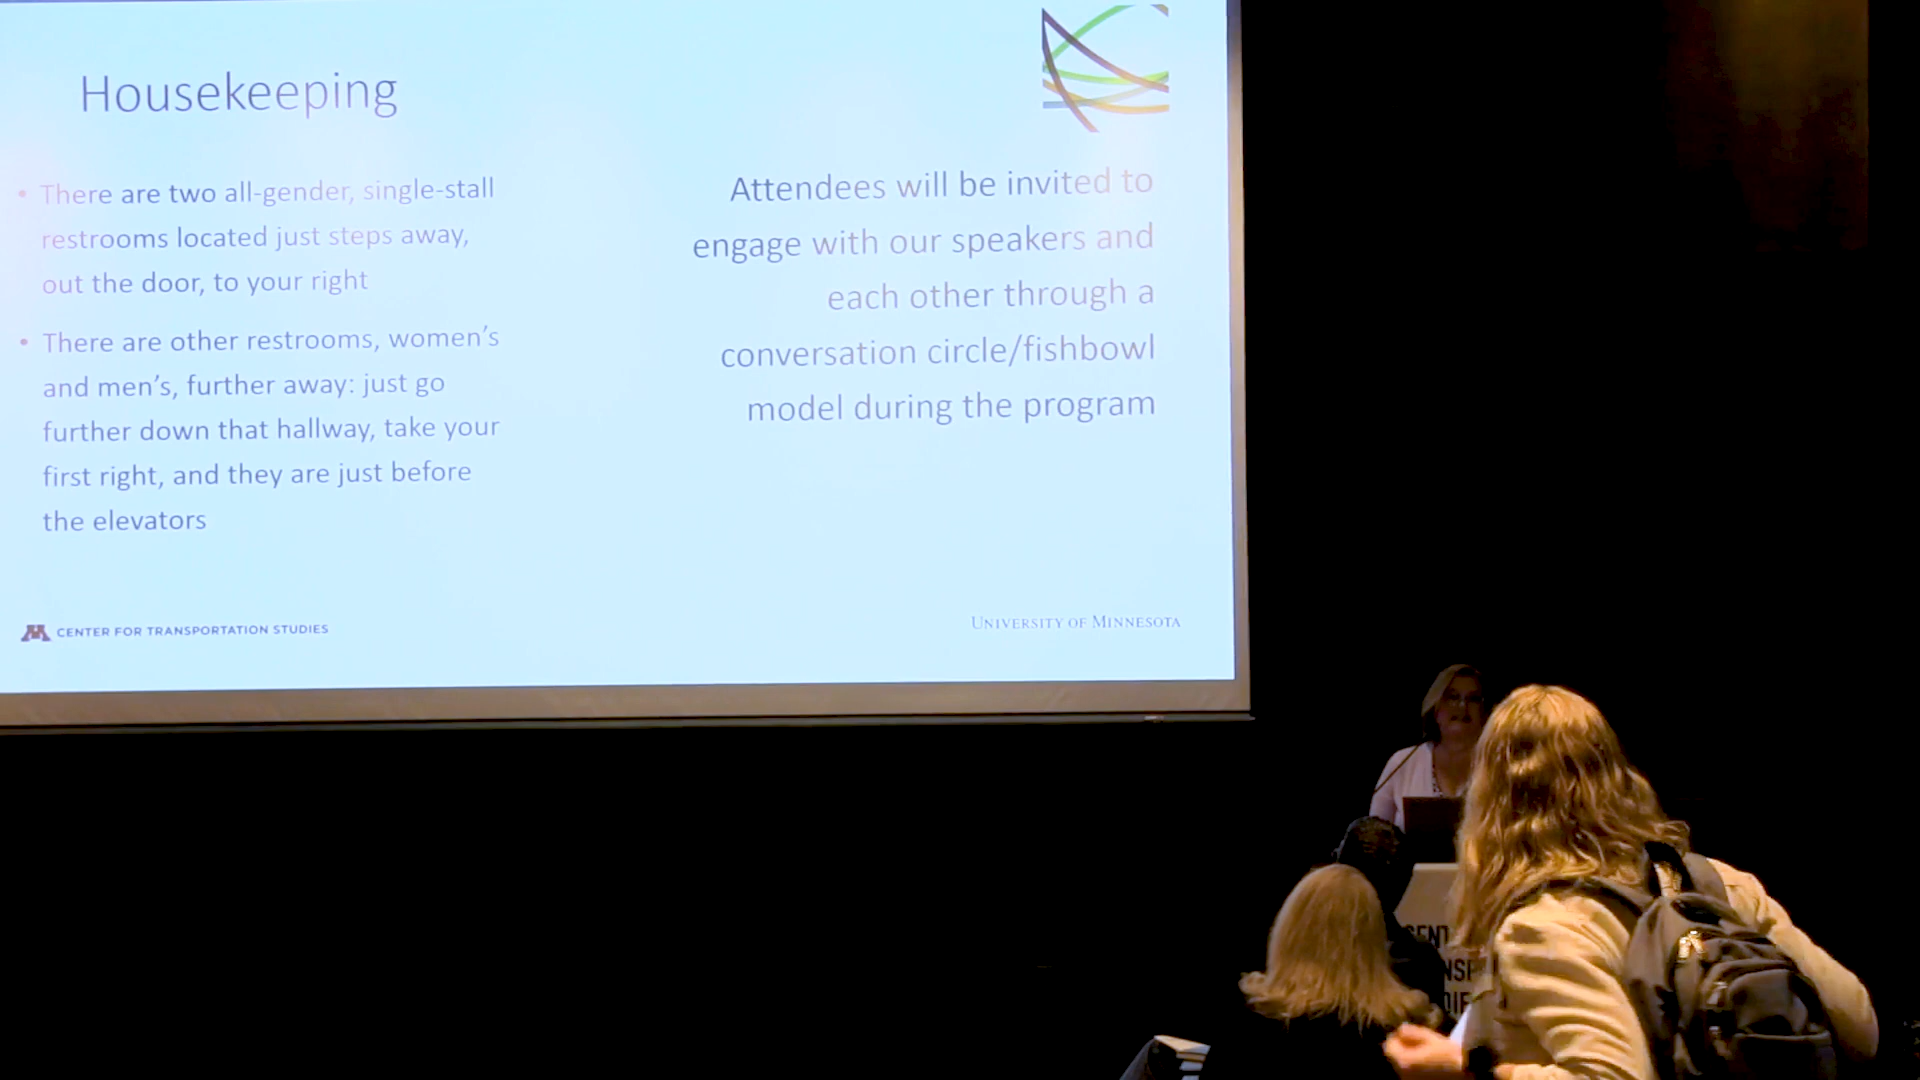 Housekeeping
• There are two all-gender, single-stall
restrooms located just steps away,
out the door, to your right
• There are other restrooms, women's
and men's, further away: just go
further down that hallway, take your
first right, and they are just before
the elevators
Attendees will be invited to
engage with our speakers and
each other through a
conversation circle/fishbowl
model during the program
M CENTER FOR TRANSPORTATION STUDIES
UNIVERSITY OF MINNESOTA